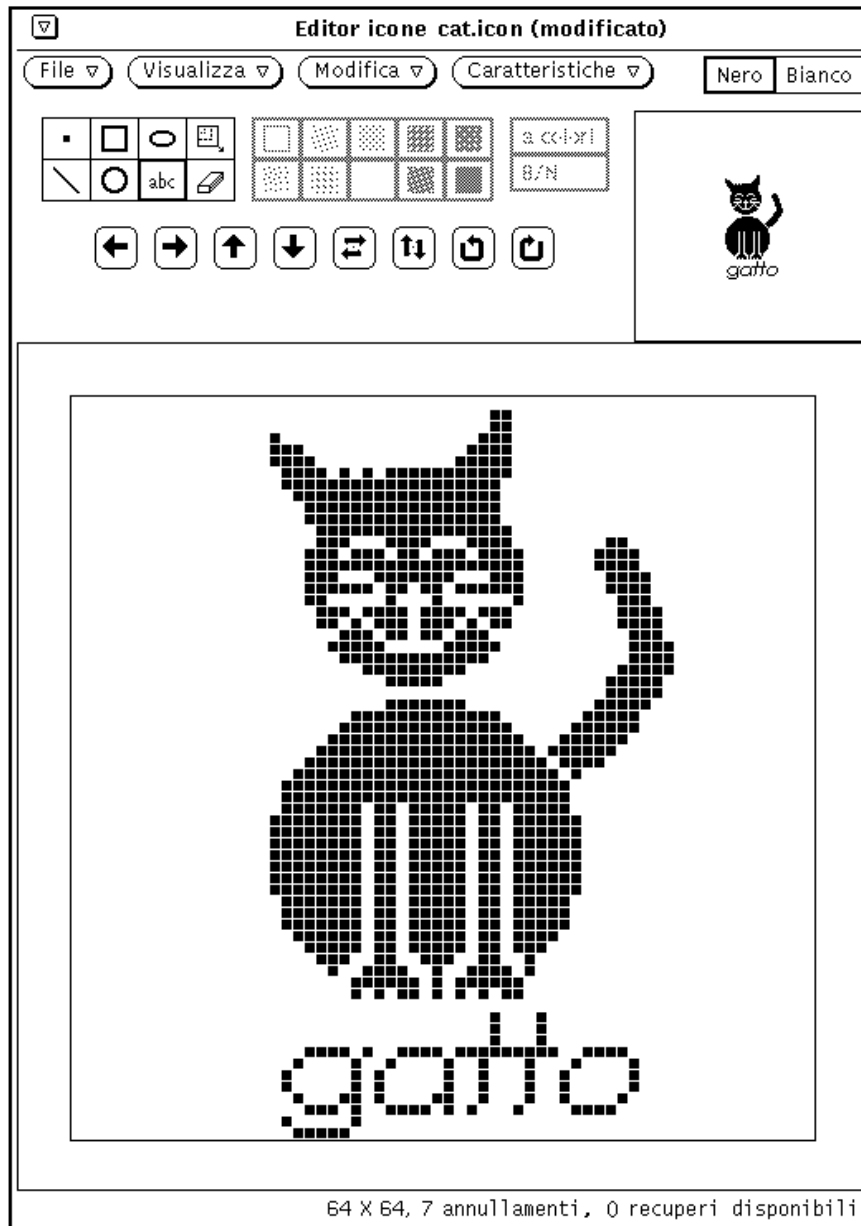 Editor icone cat.icon (modificato)
File Visualizza Modifica Caratteristiche Nero Bianco
abc
a colori
B/N
gatto
gatto
64 X 64, 7 annullamenti, 0 recuperi disponibili